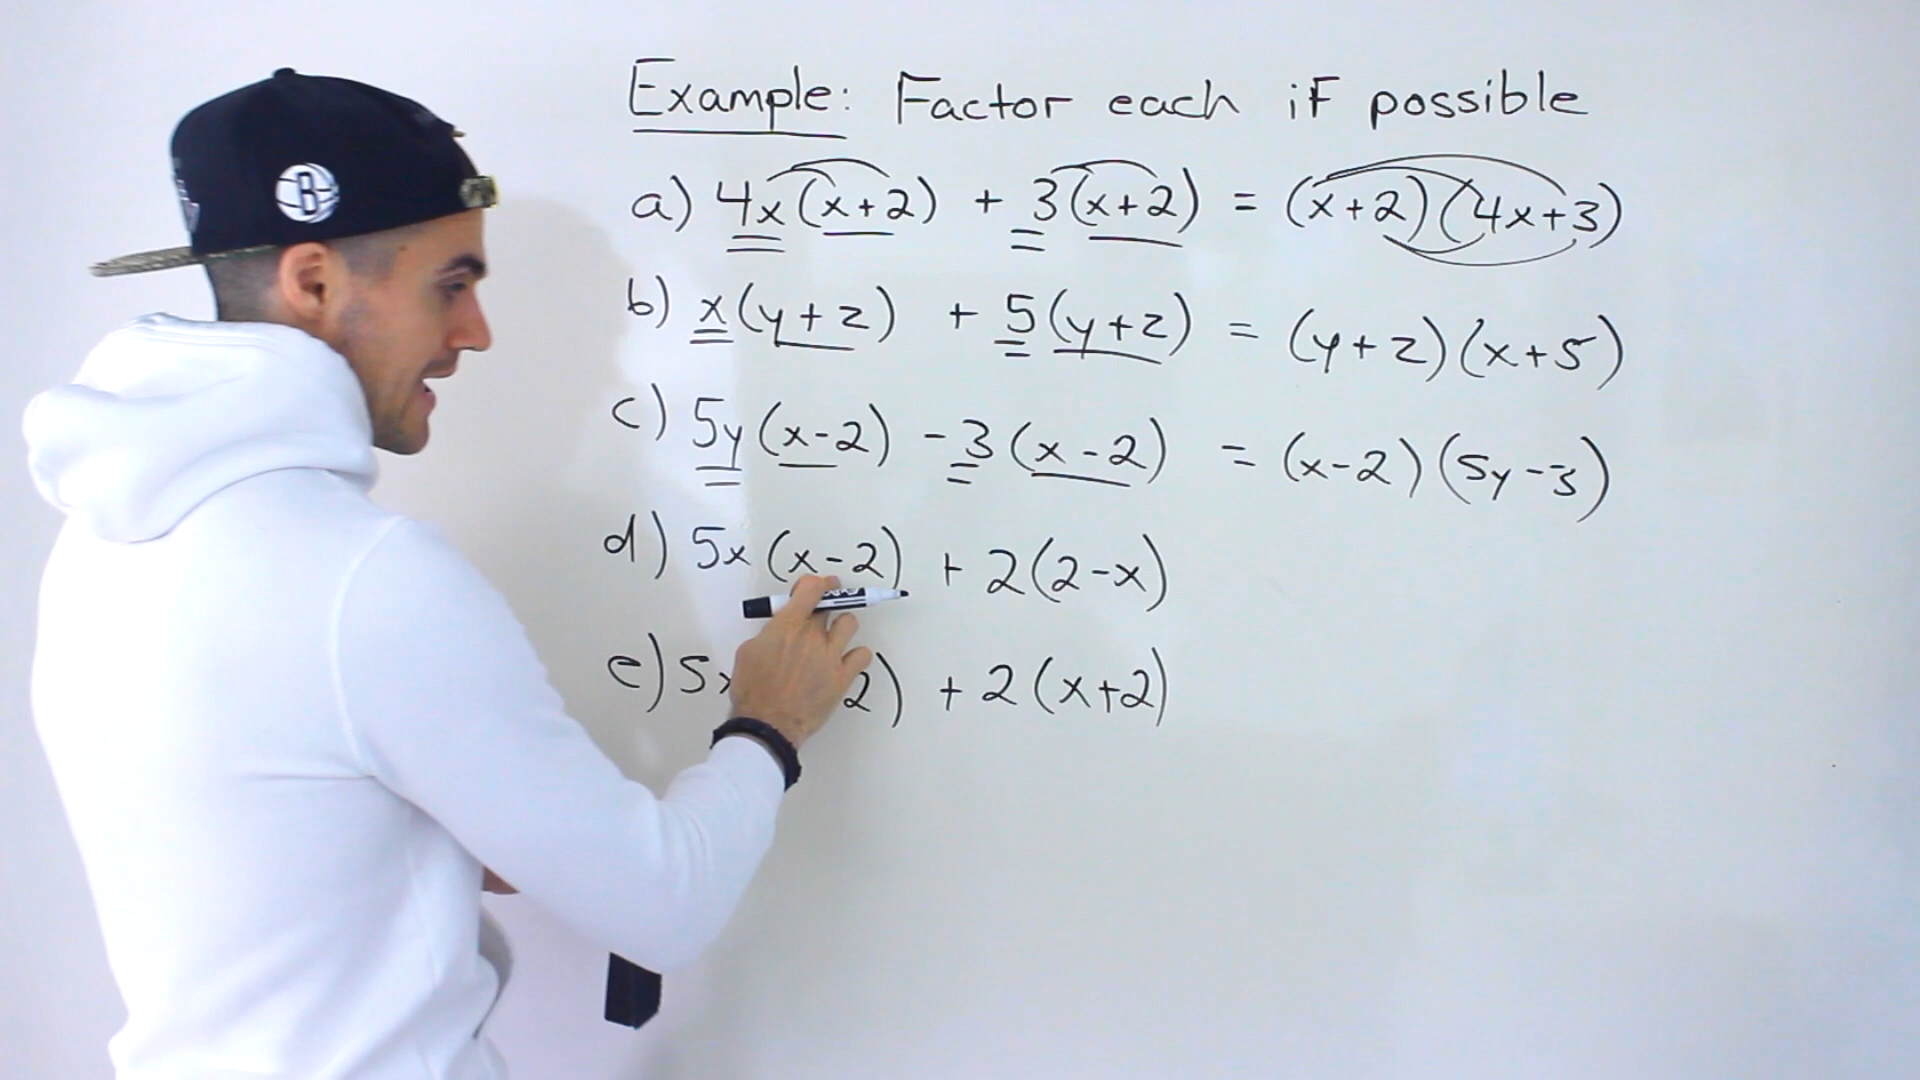 Example: Factor each if possible
a) 4x(x+2) + 3(x+2) = (x+2)(4x+3)
b) x(y+z) + 5(y+z) = (y+z)(x+5)
c) 5y(x-2) -3(x-2) = (x-2)(5y-3)
d) 5x(x-2) + 2(2-x)
e) 5x 2) + 2(x+2)
B